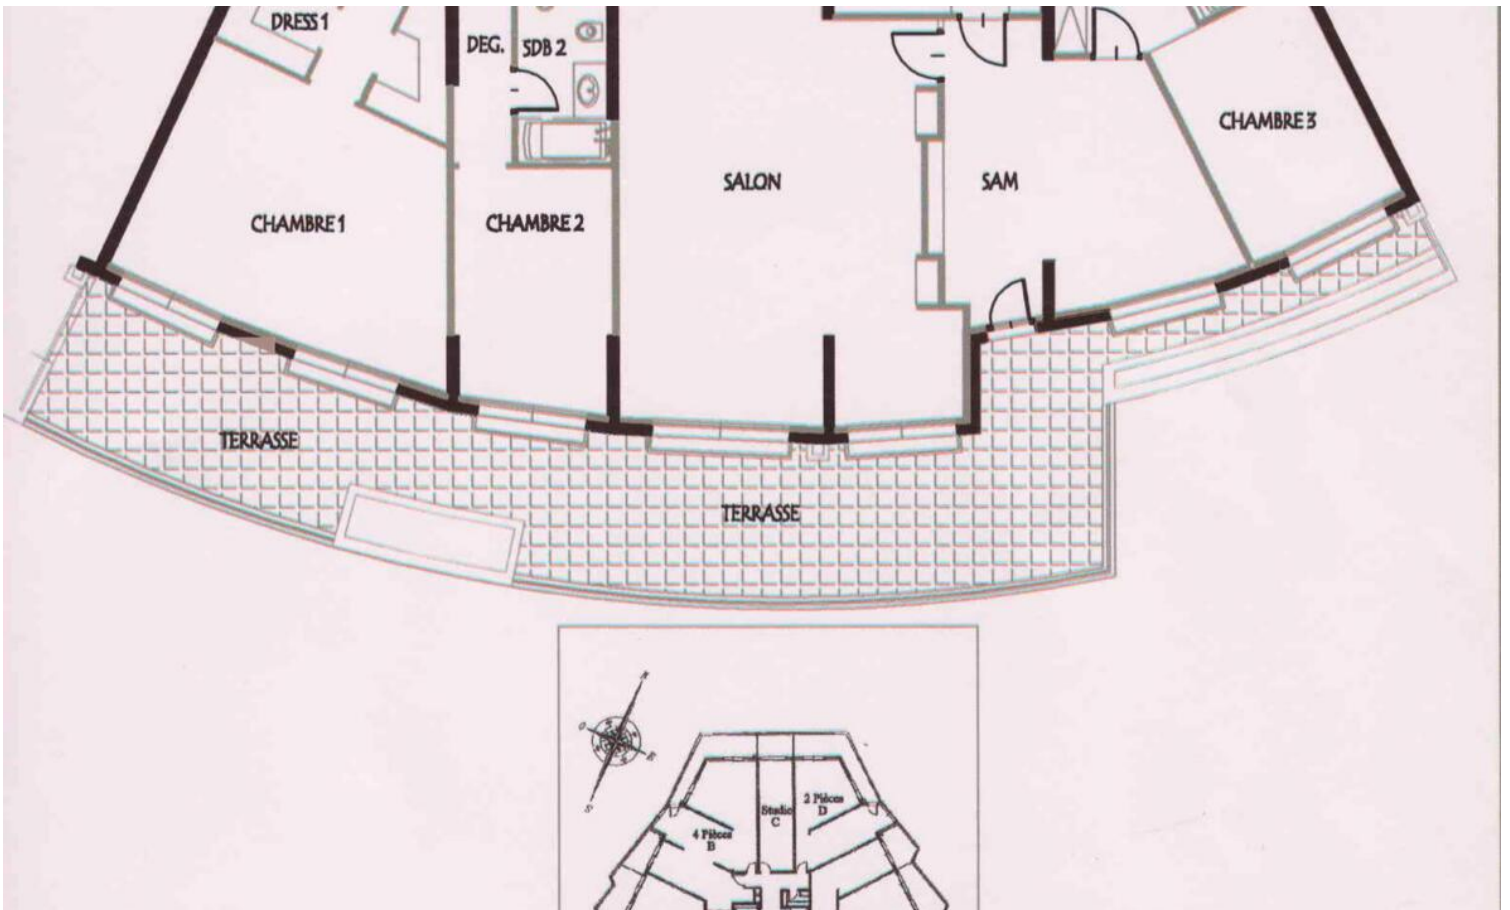 DRESS 1
DEG.
SDB 2
CHAMBRE 3
SALON
SAM
CHAMBRE 1
CHAMBRE 2
TERRASSE
TERRASSE
N
O
E
S
Studio
C
2 Pièces
D
4 Pièces
B